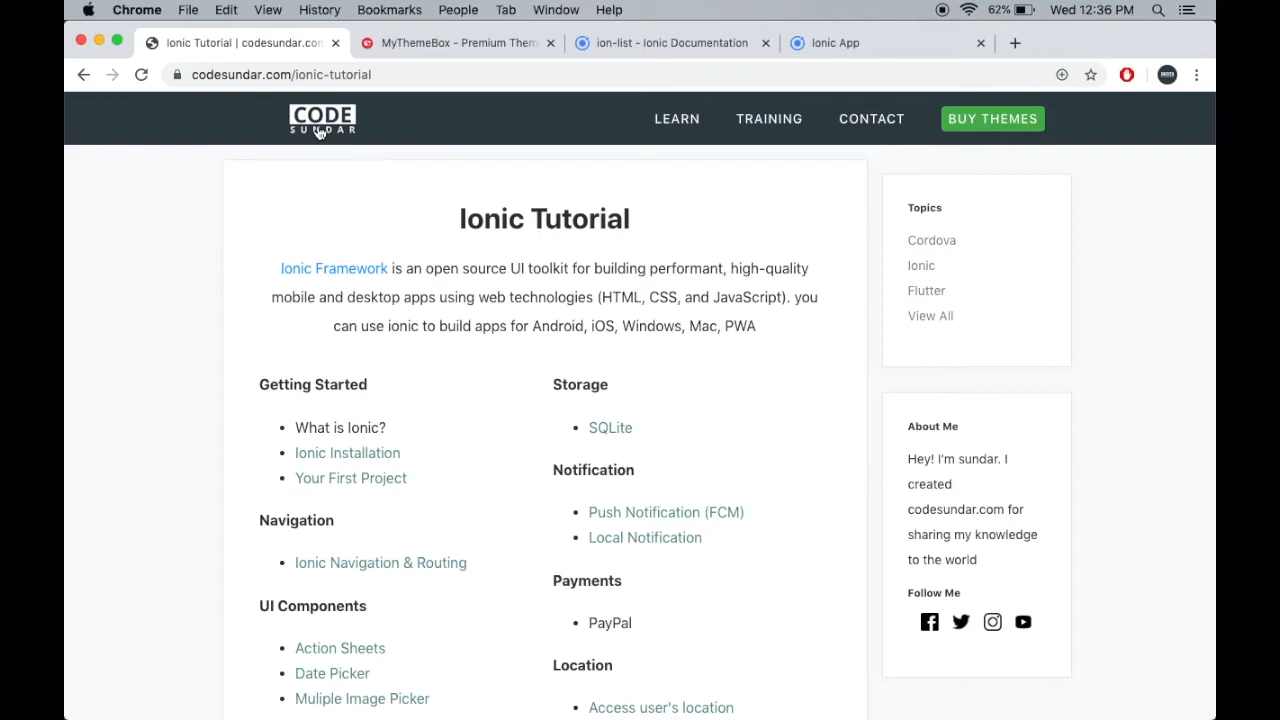 Chrome File Edit View History Bookmarks People Tab Window Help 62% Wed 12:36 PM
Ionic Tutorial | codesundar.con MyThemeBox - Premium Them ion-list - Ionic Documentation Ionic App
codesundar.com/ionic-tutorial
CODE
SUNDAR
LEARN TRAINING CONTACT BUY THEMES
Ionic Tutorial
Ionic Framework is an open source UI toolkit for building performant, high-quality
mobile and desktop apps using web technologies (HTML, CSS, and JavaScript). you
can use ionic to build apps for Android, iOS, Windows, Mac, PWA
Getting Started
• What is Ionic?
• Ionic Installation
• Your First Project
Navigation
• Ionic Navigation & Routing
UI Components
• Action Sheets
• Date Picker
• Muliple Image Picker
Storage
• SQLite
Notification
• Push Notification (FCM)
• Local Notification
Payments
• PayPal
Location
• Access user's location
Topics
Cordova
Ionic
Flutter
View All
About Me
Hey! I'm sundar. I
created
codesundar.com for
sharing my knowledge
to the world
Follow Me